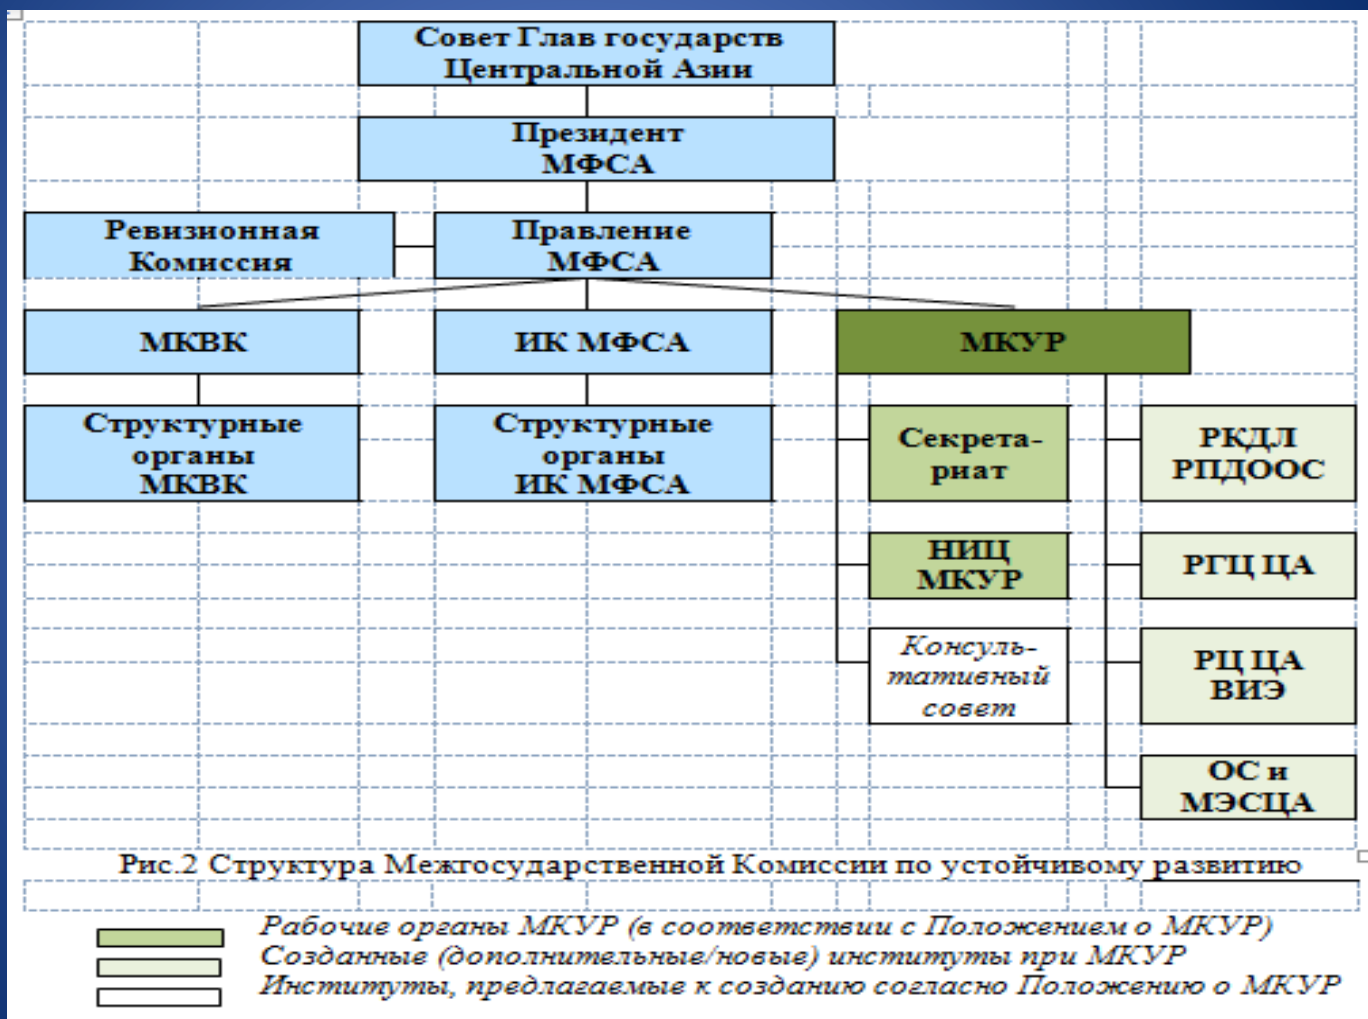 Совет Глав государств
Центральной Азии
Президент
МФСА
Ревизионная
Комиссия
Правление
МФСА
МКВК
ИК МФСА
МКУР
Структурные
органы
МКВК
Структурные
органы
ИК МФСА
Секрета-
риат
РКДЛ
РПДООС
НИЦ
МКУР
РГЦ ЦА
Консуль-
тативный
совет
РЦ ЦА
ВИЭ
ОС и
МЭСЦА
Рис.2 Структура Межгосударственной Комиссии по устойчивому развитию
Рабочие органы МКУР (в соответствии с Положением о МКУР)
Созданные (дополнительные/новые) институты при МКУР
Институты, предлагаемые к созданию согласно Положению о МКУР